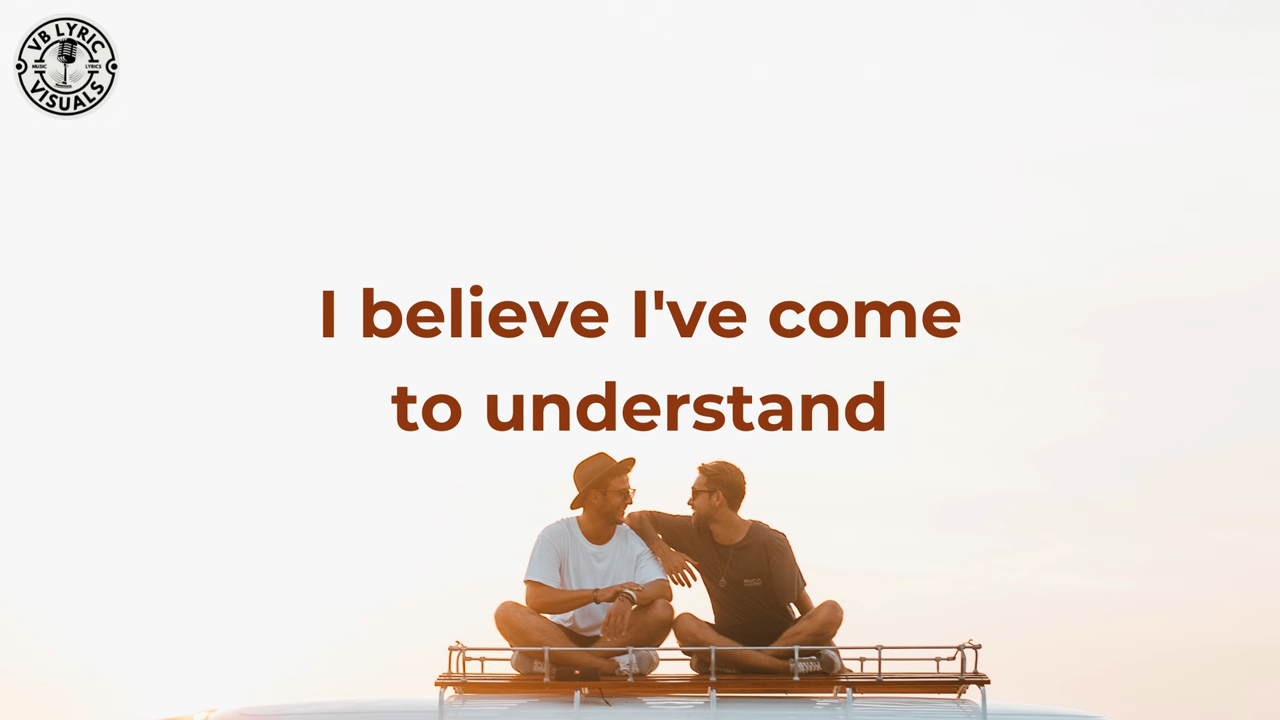 VB LYRIC
MUSIC LYRICS
VISUALS
I believe I've come
to understand